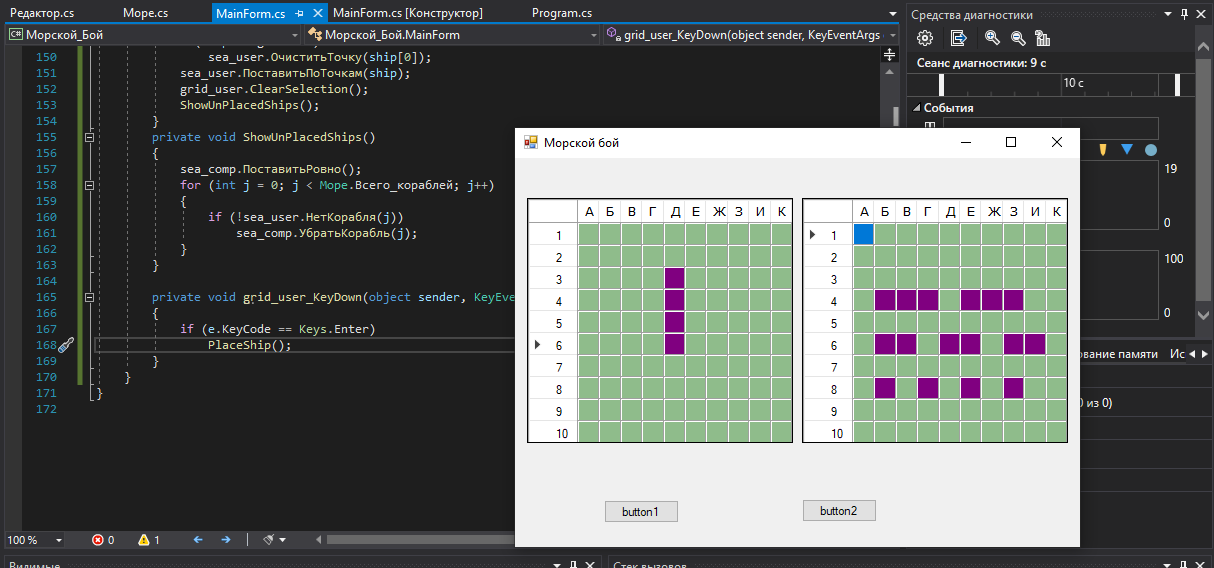 Редактор.cs Море.cs MainForm.cs MainForm.cs [Конструктор] Program.cs
Морской_Бой Морской_Бой.MainForm grid_user_KeyDown(object sender, KeyEventArgs
150 sea_user.ОчиститьТочку(ship[0]);
151 sea_user.ПоставитьПоТочкам(ship);
152 grid_user.ClearSelection();
153 ShowUnPlacedShips();
154 }
155 private void ShowUnPlacedShips()
156 {
157 sea_comp.ПоставитьРовно();
158 for (int j = 0; j < Море.Всего_кораблей; j++)
159 {
160 if (!sea_user.НетКорабля(j))
161 sea_comp.УбратьКорабль(j);
162 }
163 }
164
165 private void grid_user_KeyDown(object sender, KeyEve
166 {
167 if (e.KeyCode == Keys.Enter)
168 PlaceShip();
169 }
170 }
171 }
172
100 % 0 1
Видимые
Стек вызовов
Средства диагностики
Сеанс диагностики: 9 с
10 с
События
19
0
100
0
ование памяти Ис
0 из 0)
Морской бой
А Б В Г Д Е Ж З И К
1
2
3
4
5
6
7
8
9
10
А Б В Г Д Е Ж З И К
1
2
3
4
5
6
7
8
9
10
button1
button2